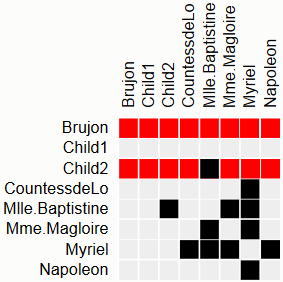 Brujon
Child1
Child2
CountessdeLo
Mlle.Baptistine
Mme.Magloire
Myriel
Napoleon
Brujon
Child1
Child2
CountessdeLo
Mlle.Baptistine
Mme.Magloire
Myriel
Napoleon